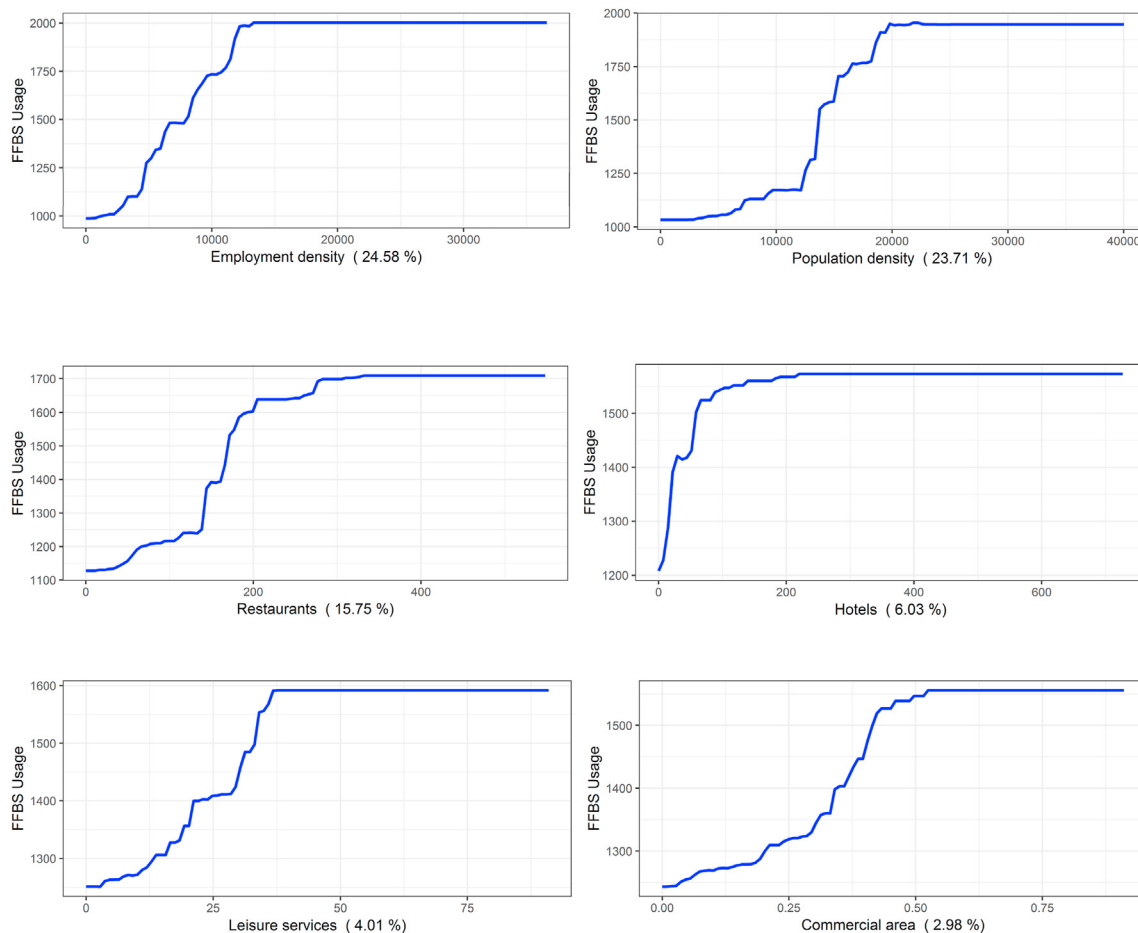 2000
1750
1500
1250
1000
FFBS Usage
0 10000 20000 30000
Employment density ( 24.58 %)
2000
1750
1500
1250
1000
FFBS Usage
0 10000 20000 30000 40000
Population density ( 23.71 %)
1700
1600
1500
1400
1300
1200
1100
FFBS Usage
0 200 400
Restaurants ( 15.75 %)
1500
1400
1300
1200
FFBS Usage
0 200 400 600
Hotels ( 6.03 %)
1600
1500
1400
1300
FFBS Usage
0 25 50 75
Leisure services ( 4.01 %)
1500
1400
1300
FFBS Usage
0.00 0.25 0.50 0.75
Commercial area ( 2.98 %)